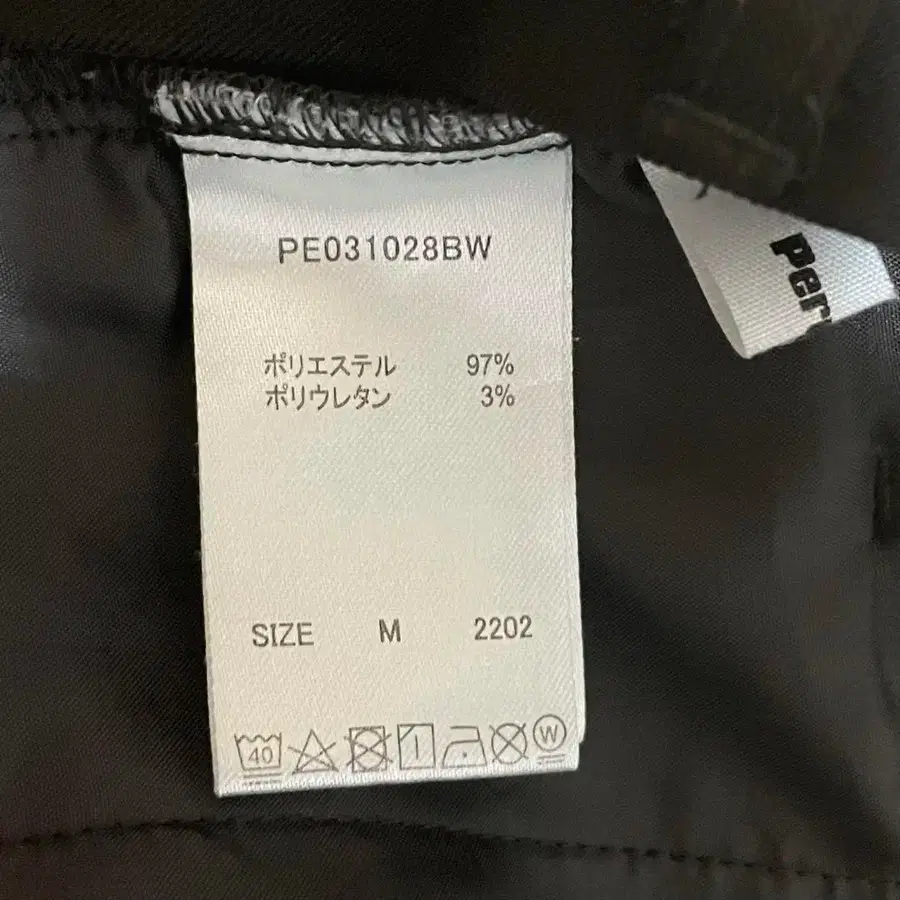 PE031028BW
ポリエステル 97%
ポリウレタン 3%
SIZE M 2202
40 W
per